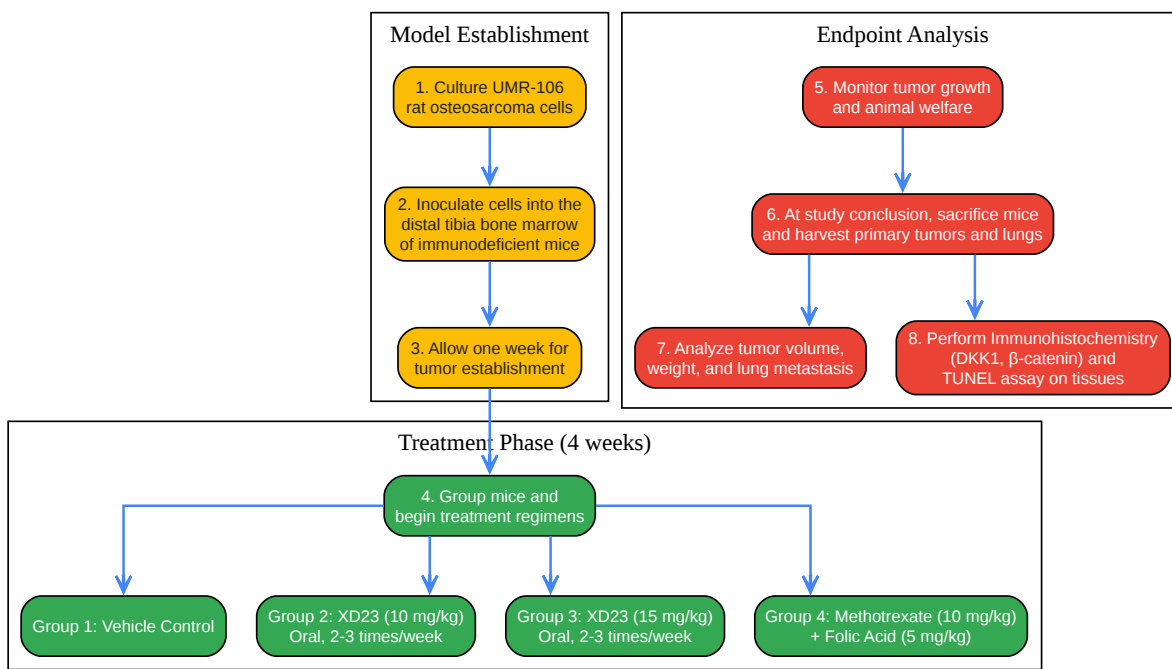 Model Establishment
1. Culture UMR-106
rat osteosarcoma cells
2. Inoculate cells into the
distal tibia bone marrow
of immunodeficient mice
3. Allow one week for
tumor establishment
Endpoint Analysis
5. Monitor tumor growth
and animal welfare
6. At study conclusion, sacrifice mice
and harvest primary tumors and lungs
7. Analyze tumor volume,
weight, and lung metastasis
8. Perform Immunohistochemistry
(DKK1, β-catenin) and
TUNEL assay on tissues
Treatment Phase (4 weeks)
4. Group mice and
begin treatment regimens
Group 1: Vehicle Control
Group 2: XD23 (10 mg/kg)
Oral, 2-3 times/week
Group 3: XD23 (15 mg/kg)
Oral, 2-3 times/week
Group 4: Methotrexate (10 mg/kg)
+ Folic Acid (5 mg/kg)